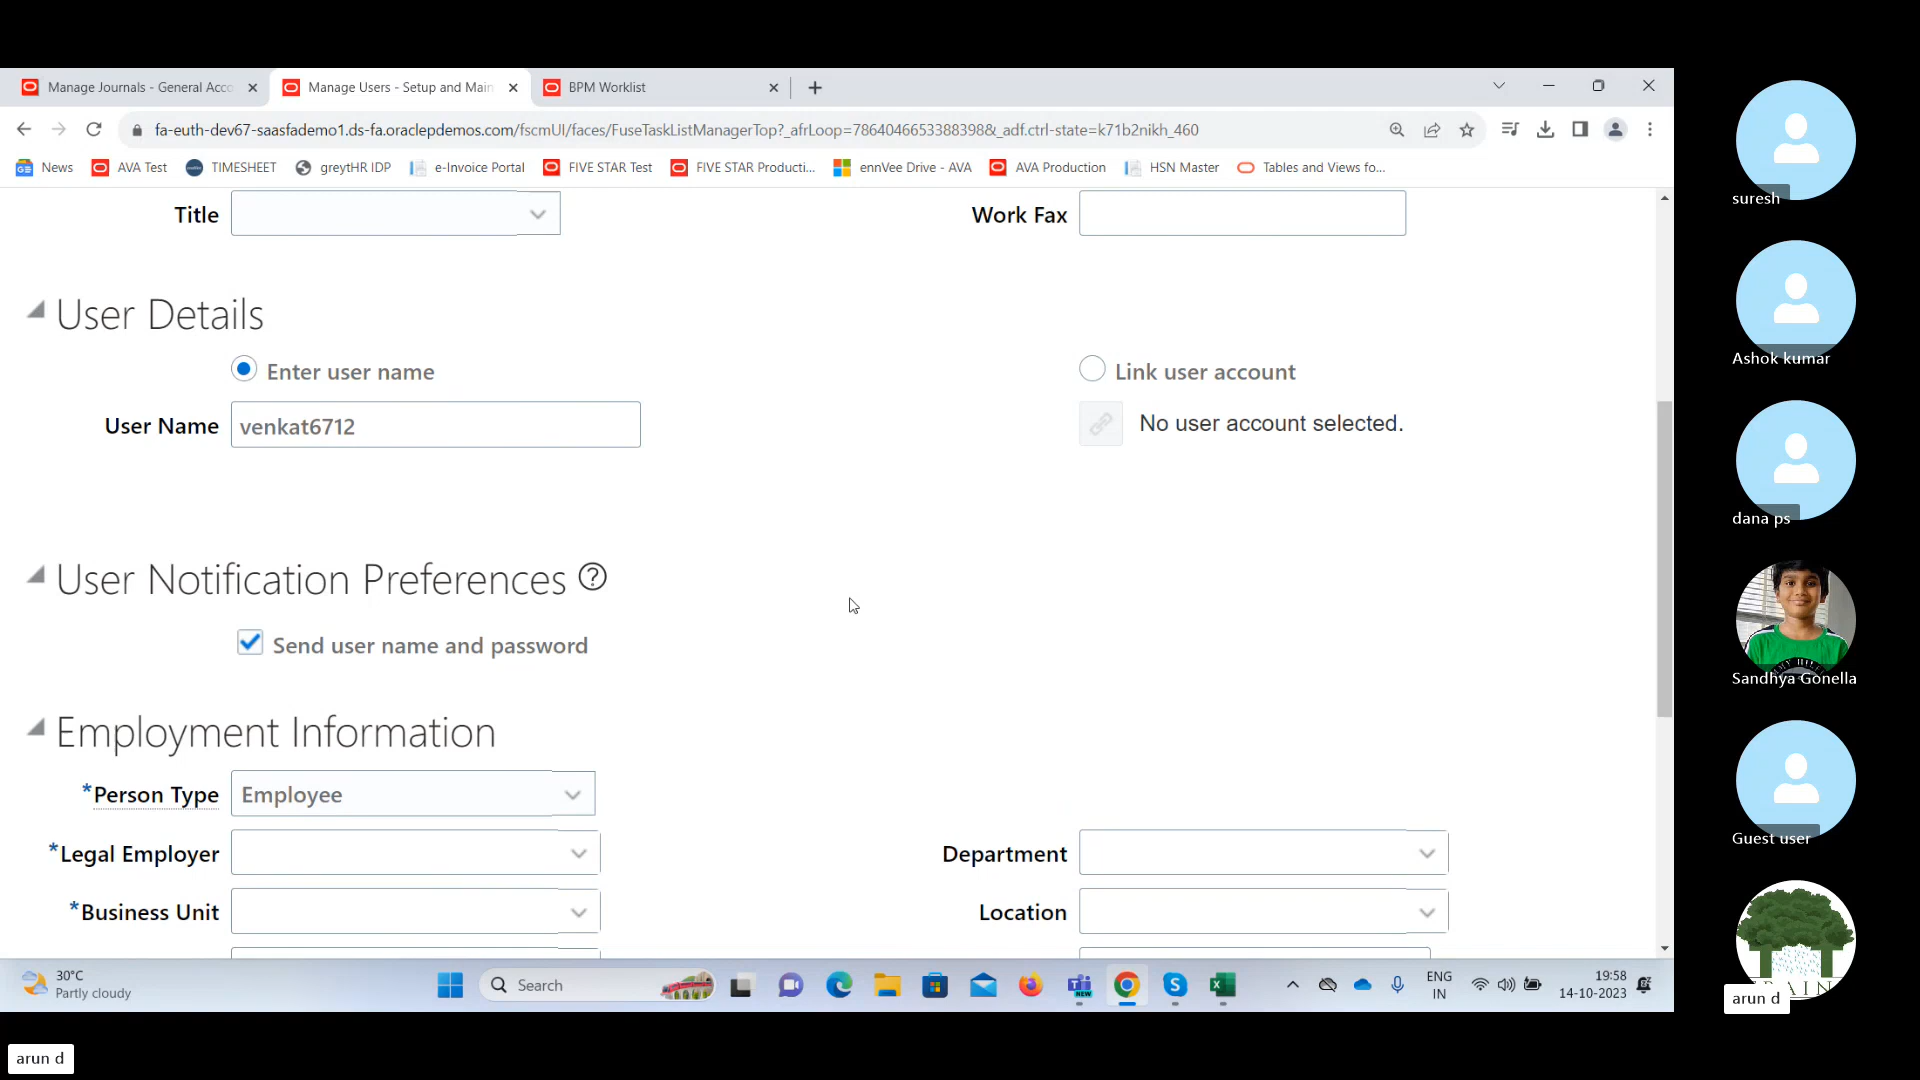 Manage Journals - General Acco
Manage Users - Setup and Main
BPM Worklist
fa-euth-dev67-saasfademo1.ds-fa.oraclepdemos.com/fscmUI/faces/FuseTaskListManagerTop?_afrLoop=7864046653388398&_adf.ctrl-state=k71b2nikh_460
News
AVA Test
TIMESHEET
greytHR IDP
e-Invoice Portal
FIVE STAR Test
FIVE STAR Producti...
ennVee Drive - AVA
AVA Production
HSN Master
Tables and Views fo...
Title
Work Fax
User Details
Enter user name
Link user account
User Name venkat6712
No user account selected.
User Notification Preferences ?
Send user name and password
Employment Information
*Person Type Employee
*Legal Employer
Department
*Business Unit
Location
30°C
Partly cloudy
Search
NEW
ENG
IN
19:58
14-10-2023
suresh
Ashok kumar
dana ps
Sandhya Gonella
Guest user
arun d
arun d